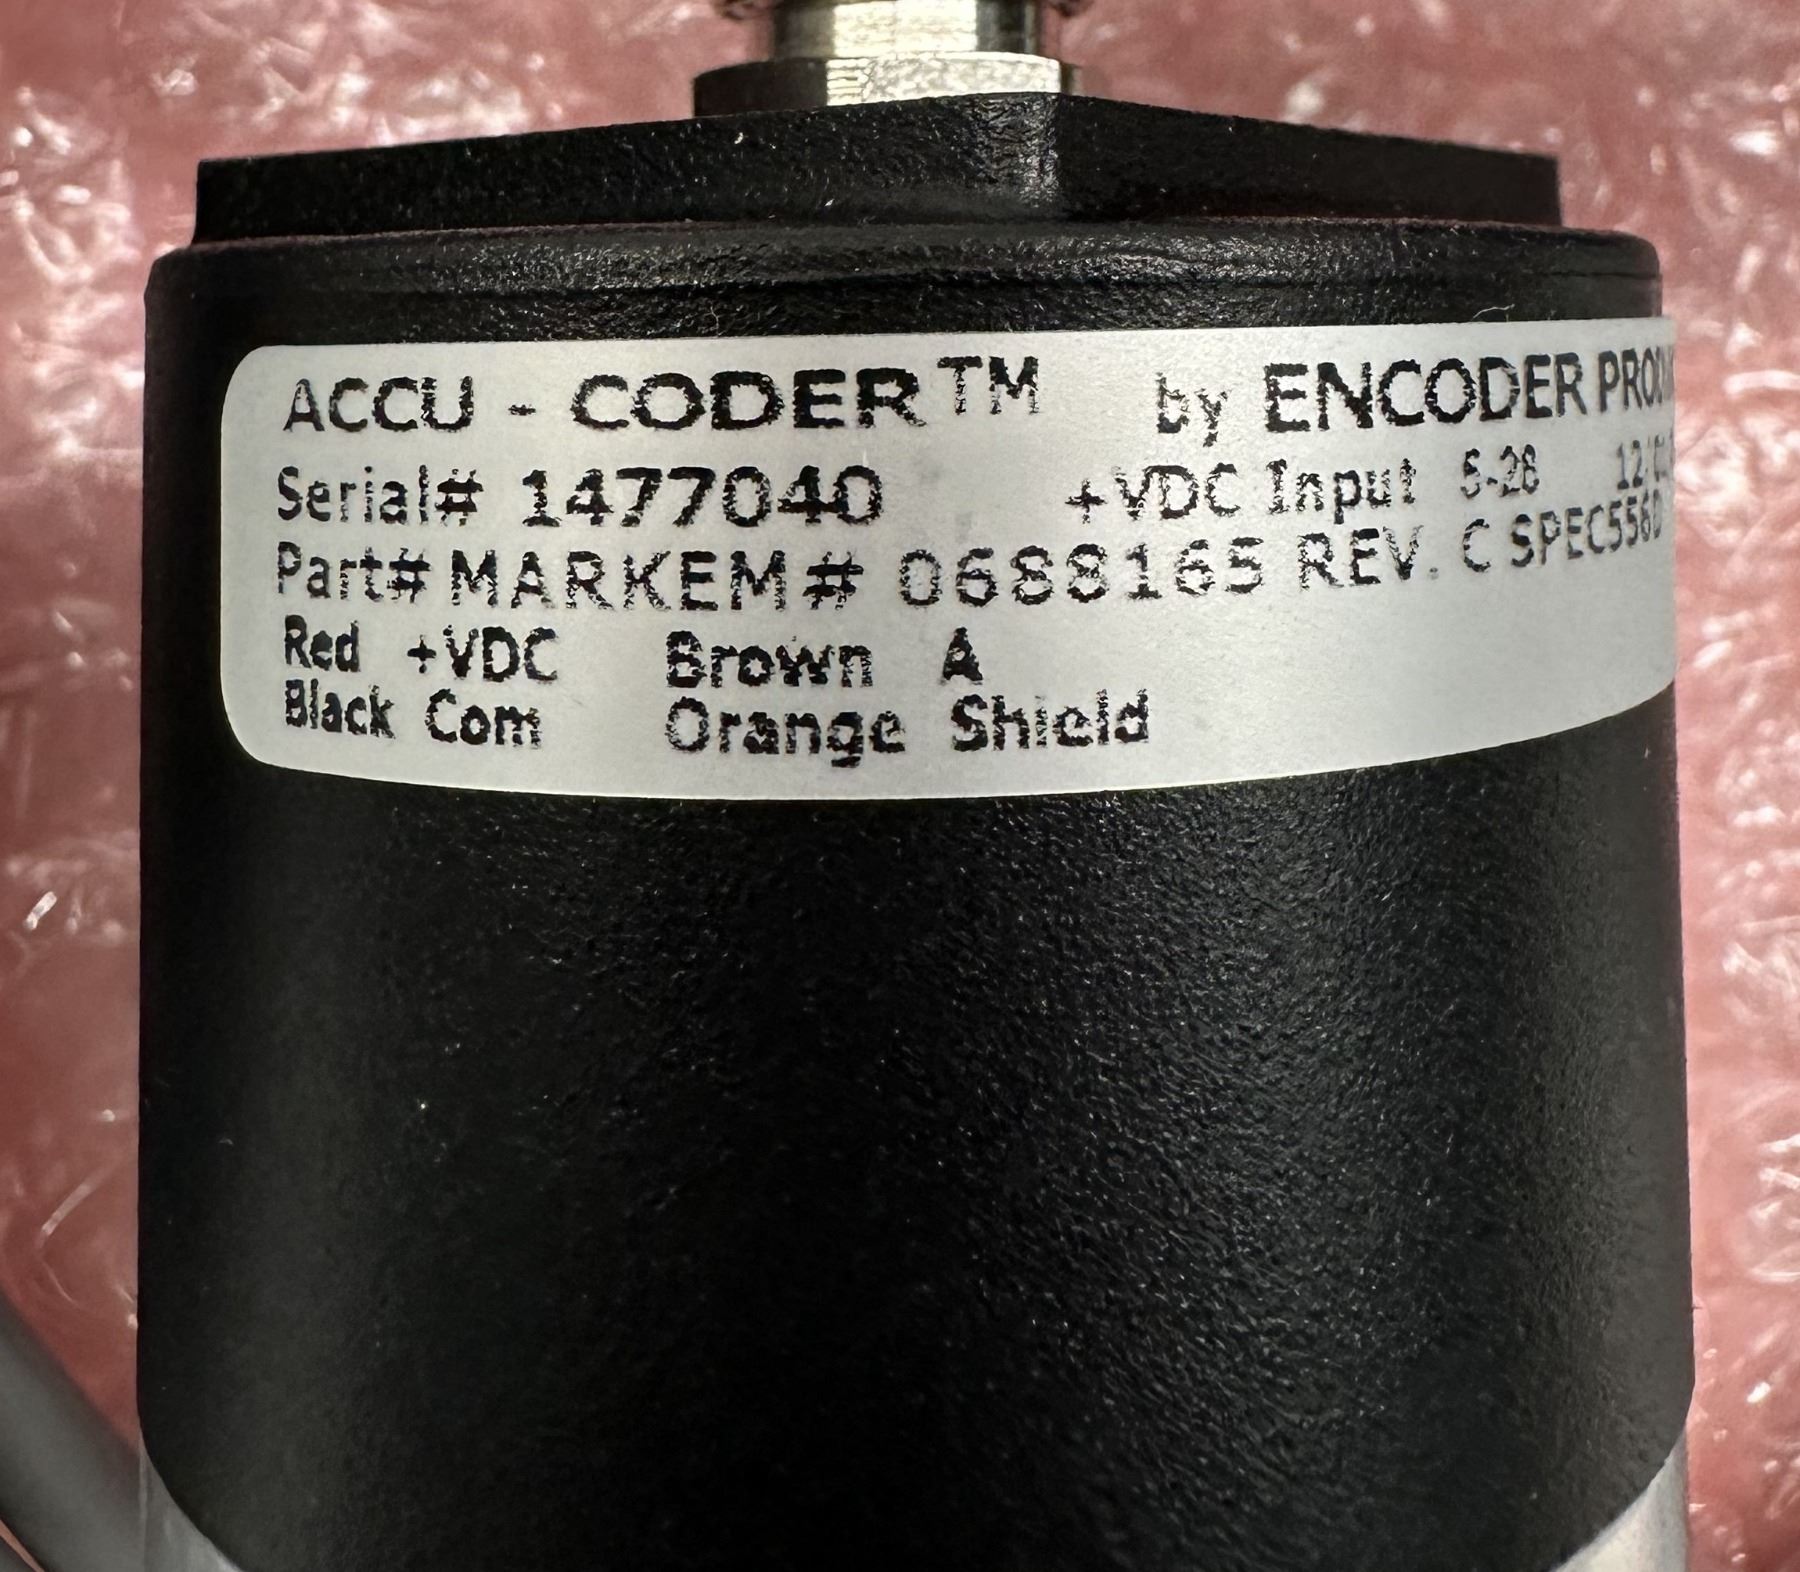 ACCU - CODER™ by ENCODER
Serial# 1477040 +VDC Input 5-28
Part# MARKEM# 0688165 REV. C
Red +VDC Brown A
Black Com Orange Shield